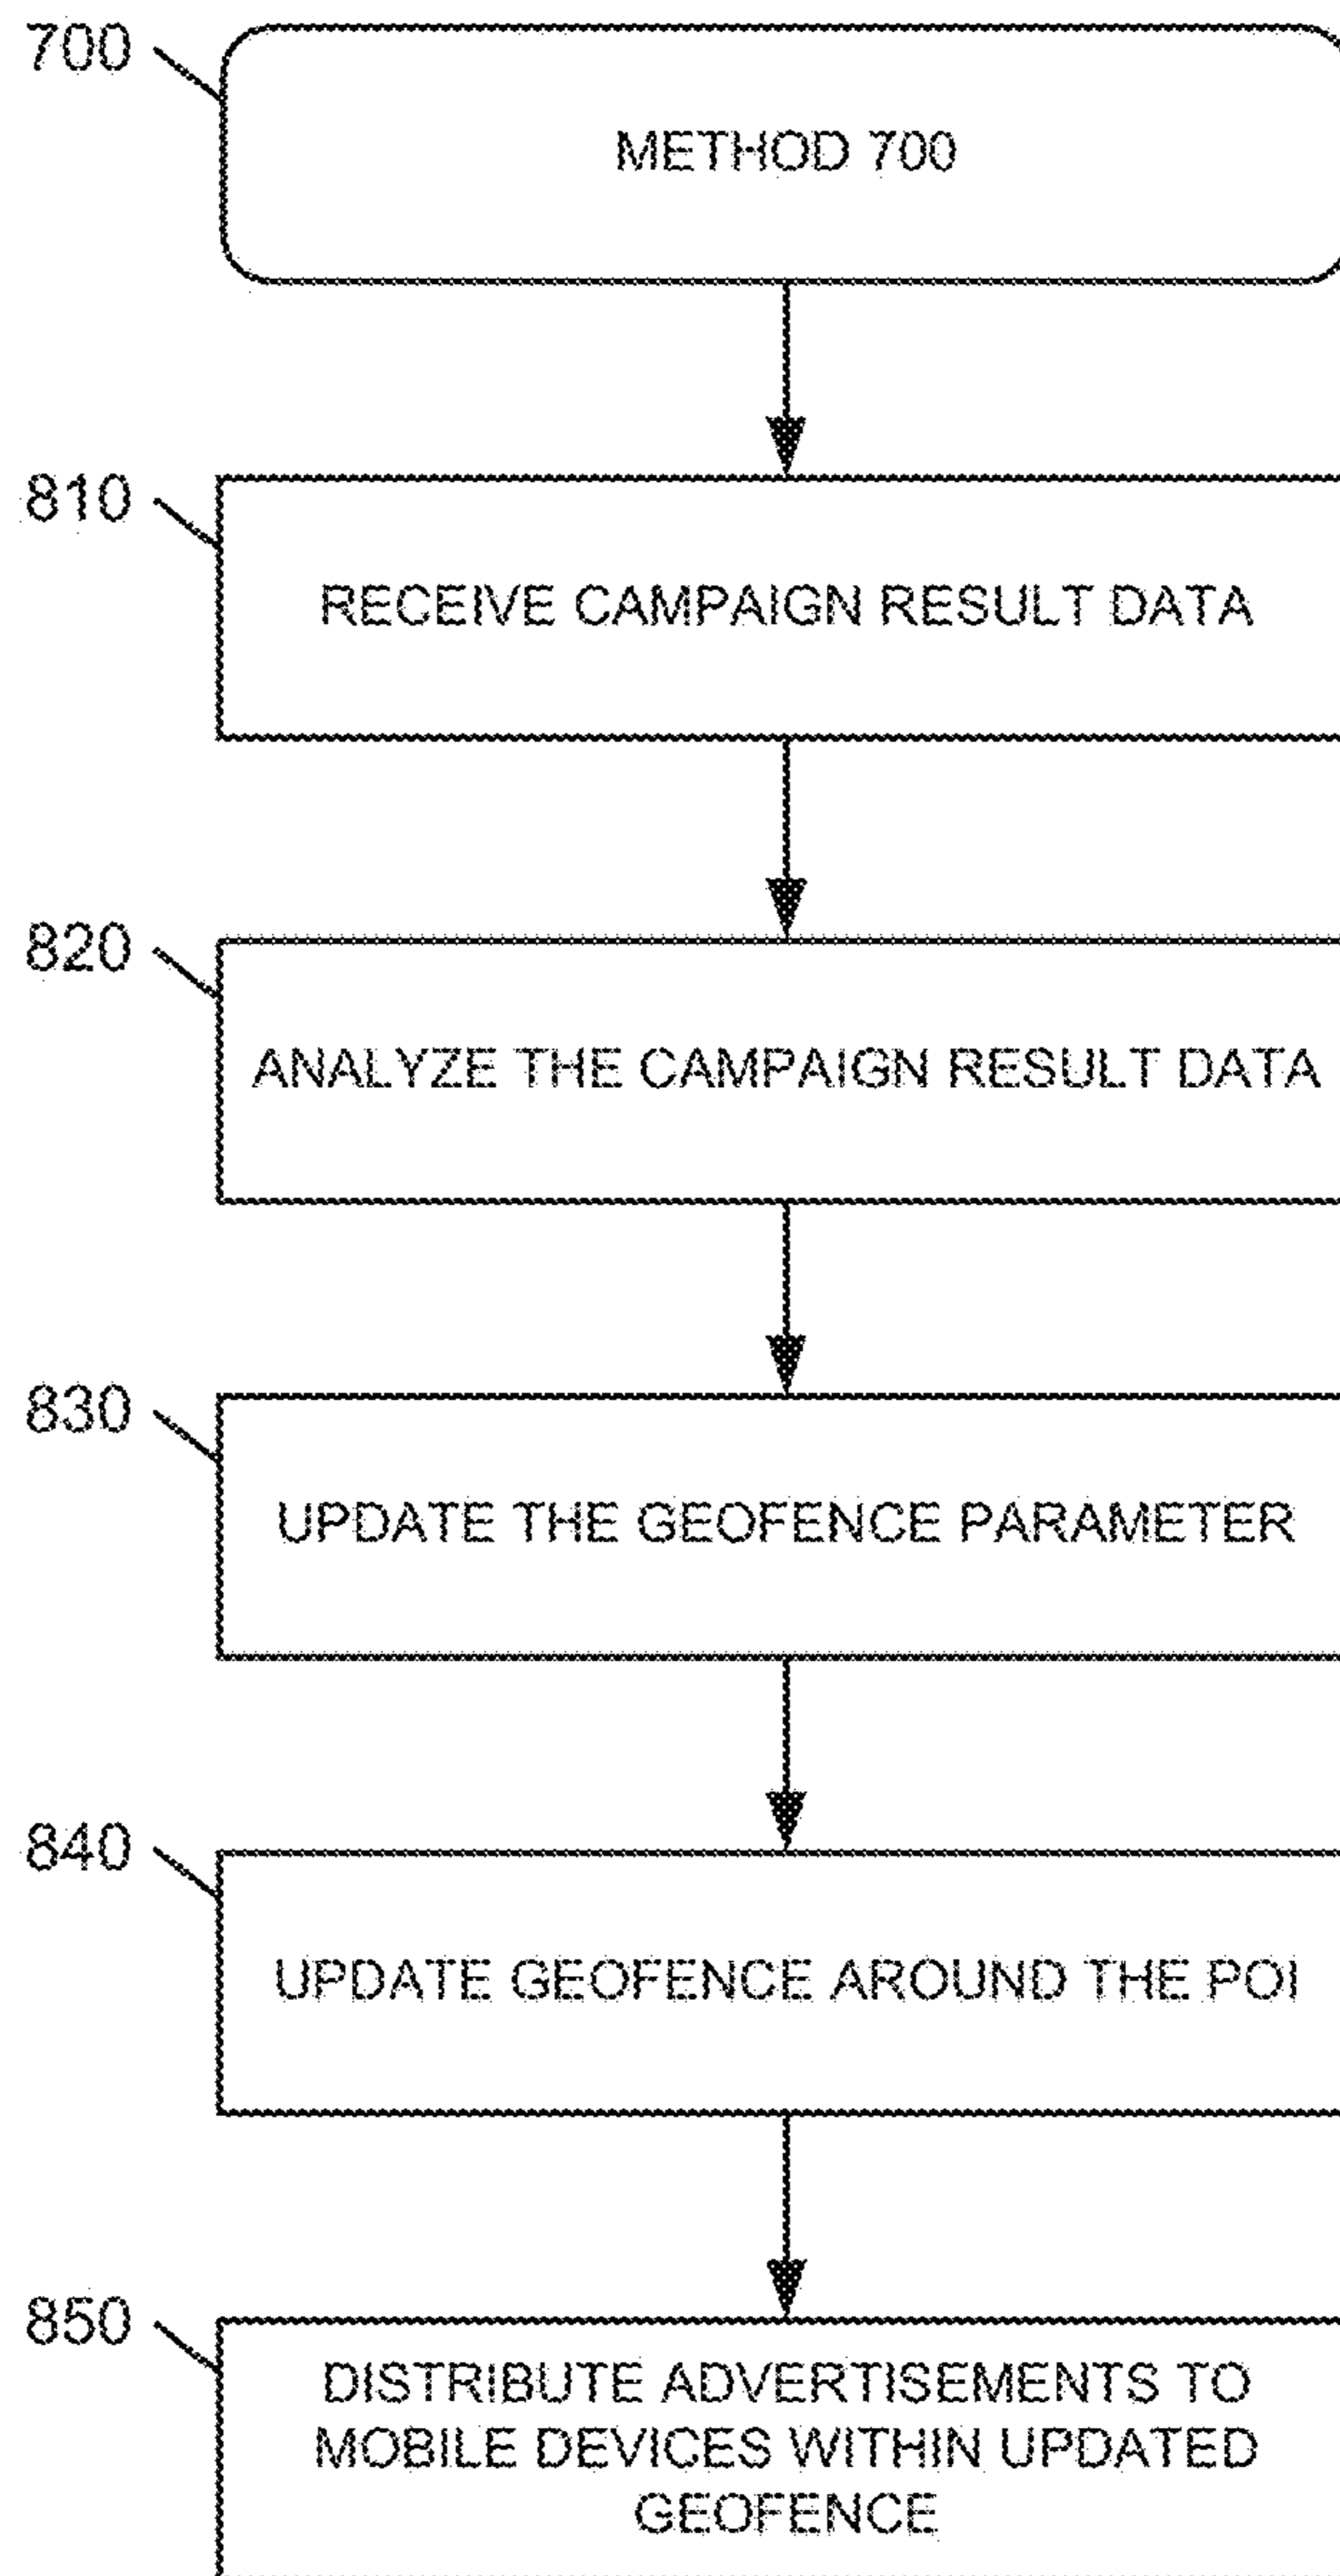 700
METHOD 700
810
RECEIVE CAMPAIGN RESULT DATA
820
ANALYZE THE CAMPAIGN RESULT DATA
830
UPDATE THE GEOFENCE PARAMETER
840
UPDATE GEOFENCE AROUND THE POI
850
DISTRIBUTE ADVERTISEMENTS TO
MOBILE DEVICES WITHIN UPDATED
GEOFENCE